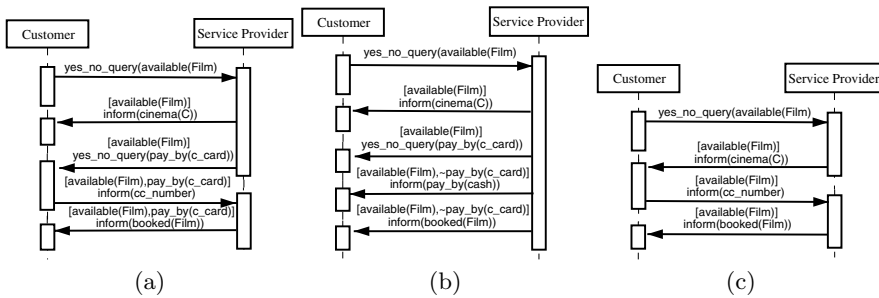 Customer
Service Provider
yes_no_query(available(Film)
[available(Film)]
inform(cinema(C))
[available(Film)]
yes_no_query(pay_by(c_card))
[available(Film),pay_by(c_card)]
inform(cc_number)
[available(Film),pay_by(c_card)]
inform(booked(Film))
(a)
Customer
Service Provider
yes_no_query(available(Film)
[available(Film)]
inform(cinema(C))
[available(Film)]
yes_no_query(pay_by(c_card))
[available(Film),~pay_by(c_card)]
inform(pay_by(cash))
[available(Film),~pay_by(c_card)]
inform(booked(Film))
(b)
Customer
Service Provider
yes_no_query(available(Film)
[available(Film)]
inform(cinema(C))
[available(Film)]
inform(cc_number)
[available(Film)]
inform(booked(Film))
(c)